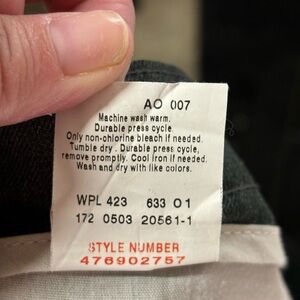 AO 007
Machine wash warm.
Durable press cycle.
Only non-chlorine bleach if needed.
Tumble dry. Durable press cycle,
remove promptly. Cool iron if needed.
Wash and dry with like colors.
WPL 423 633 01
172 0503 20561-1
STYLE NUMBER
476902757